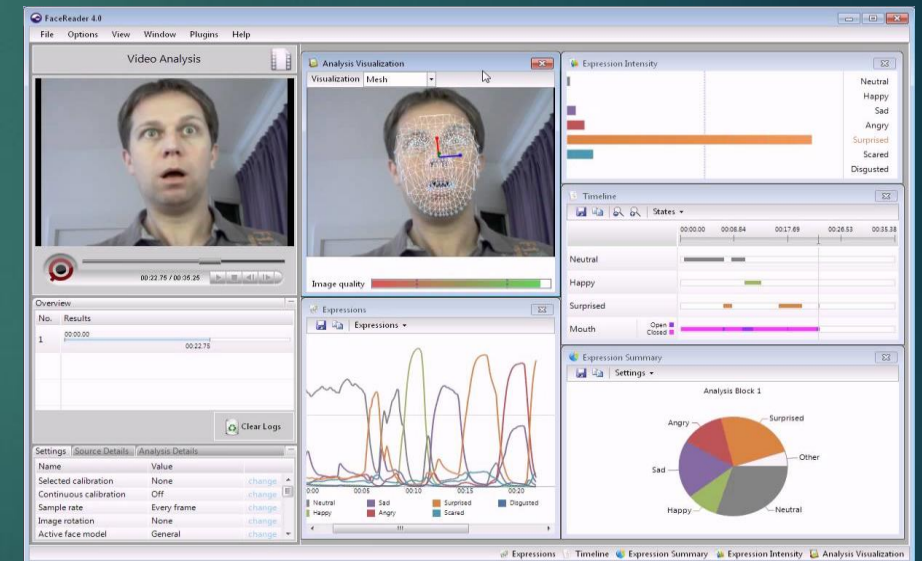 FaceReader 4.0
File Options View Window Plugins Help
Video Analysis
00:22.75 / 00:35.25
Overview
No. Results
1
00:00.00
00:22.75
Clear Logs
Settings Source Details Analysis Details
Name Value
Selected calibration None change
Continuous calibration Off change
Sample rate Every frame change
Image rotation None change
Active face model General change
Analysis Visualization
Visualization Mesh
Image quality
Expressions
Expressions
0:00 00:05 00:10 00:15 00:20
Neutral Sad Surprised Disgusted
Happy Angry Scared
Expression Intensity
Neutral
Happy
Sad
Angry
Surprised
Scared
Disgusted
Timeline
States
00:00.00 00:08.84 00:17.69 00:26.53 00:35.38
Neutral
Happy
Surprised
Mouth Open
Closed
Expression Summary
Settings
Analysis Block 1
Angry
Surprised
Other
Sad
Happy
Neutral
Expressions Timeline Expression Summary Expression Intensity Analysis Visualization